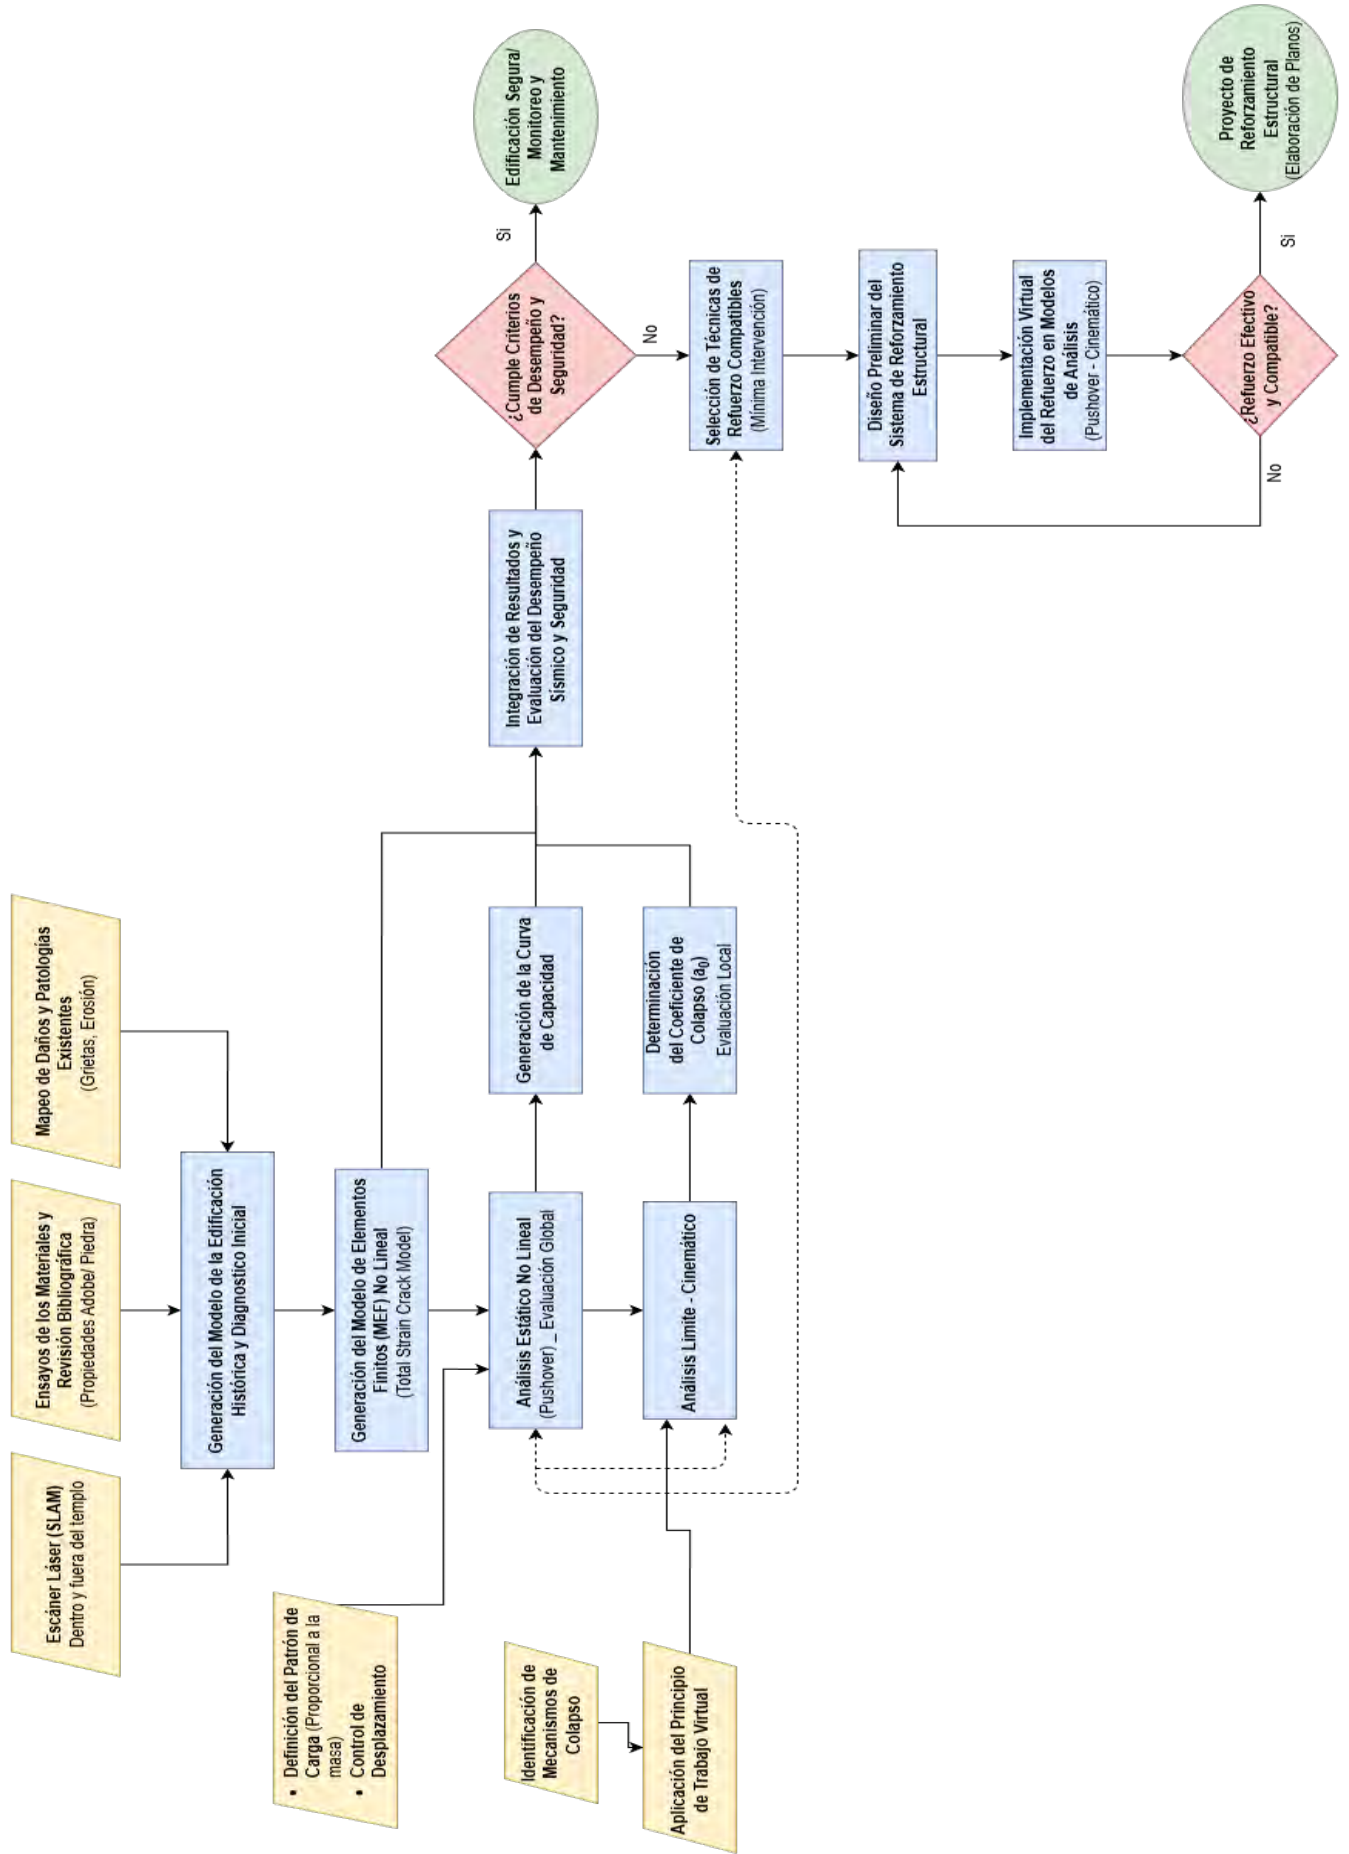 Escáner Láser (SLAM)
Dentro y fuera del templo
Ensayos de los Materiales y
Revisión Bibliográfica
(Propiedades Adobe/ Piedra)
Mapeo de Daños y Patologías
Existentes
(Grietas, Erosión)
Generación del Modelo de la Edificación
Histórica y Diagnostico Inicial
• Definición del Patrón de
Carga (Proporcional a la
masa)
• Control de
Desplazamiento
Generación del Modelo de Elementos
Finitos (MEF) No Lineal
(Total Strain Crack Model)
Identificación de
Mecanismos de
Colapso
Análisis Estático No Lineal
(Pushover) _ Evaluación Global
Generación de la Curva
de Capacidad
Integración de Resultados y
Evaluación del Desempeño
Sísmico y Seguridad
¿Cumple Criterios
de Desempeño y
Seguridad?
Si
Edificación Segura/
Monitoreo y
Mantenimiento
No
Aplicación del Principio
de Trabajo Virtual
Análisis Limite - Cinemático
Determinación
del Coeficiente de
Colapso (a₀)
Evaluación Local
Selección de Técnicas de
Refuerzo Compatibles
(Mínima Intervención)
Diseño Preliminar del
Sistema de Reforzamiento
Estructural
Implementación Virtual
del Refuerzo en Modelos
de Análisis
(Pushover - Cinemático)
No
¿Refuerzo Efectivo
y Compatible?
Si
Proyecto de
Reforzamiento
Estructural
(Elaboración de Planos)